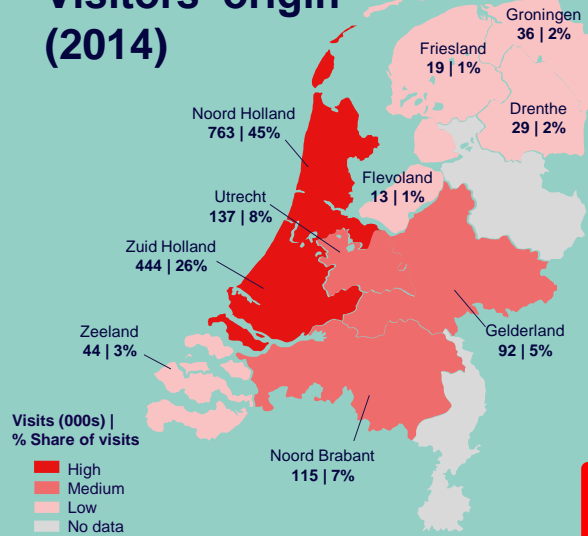 Visitors' origin
(2014)
Groningen
36 | 2%
Friesland
19 | 1%
Drenthe
29 | 2%
Noord Holland
763 | 45%
Flevoland
13 | 1%
Utrecht
137 | 8%
Zuid Holland
444 | 26%
Gelderland
92 | 5%
Zeeland
44 | 3%
Noord Brabant
115 | 7%
Visits (000s) |
% Share of visits
High
Medium
Low
No data